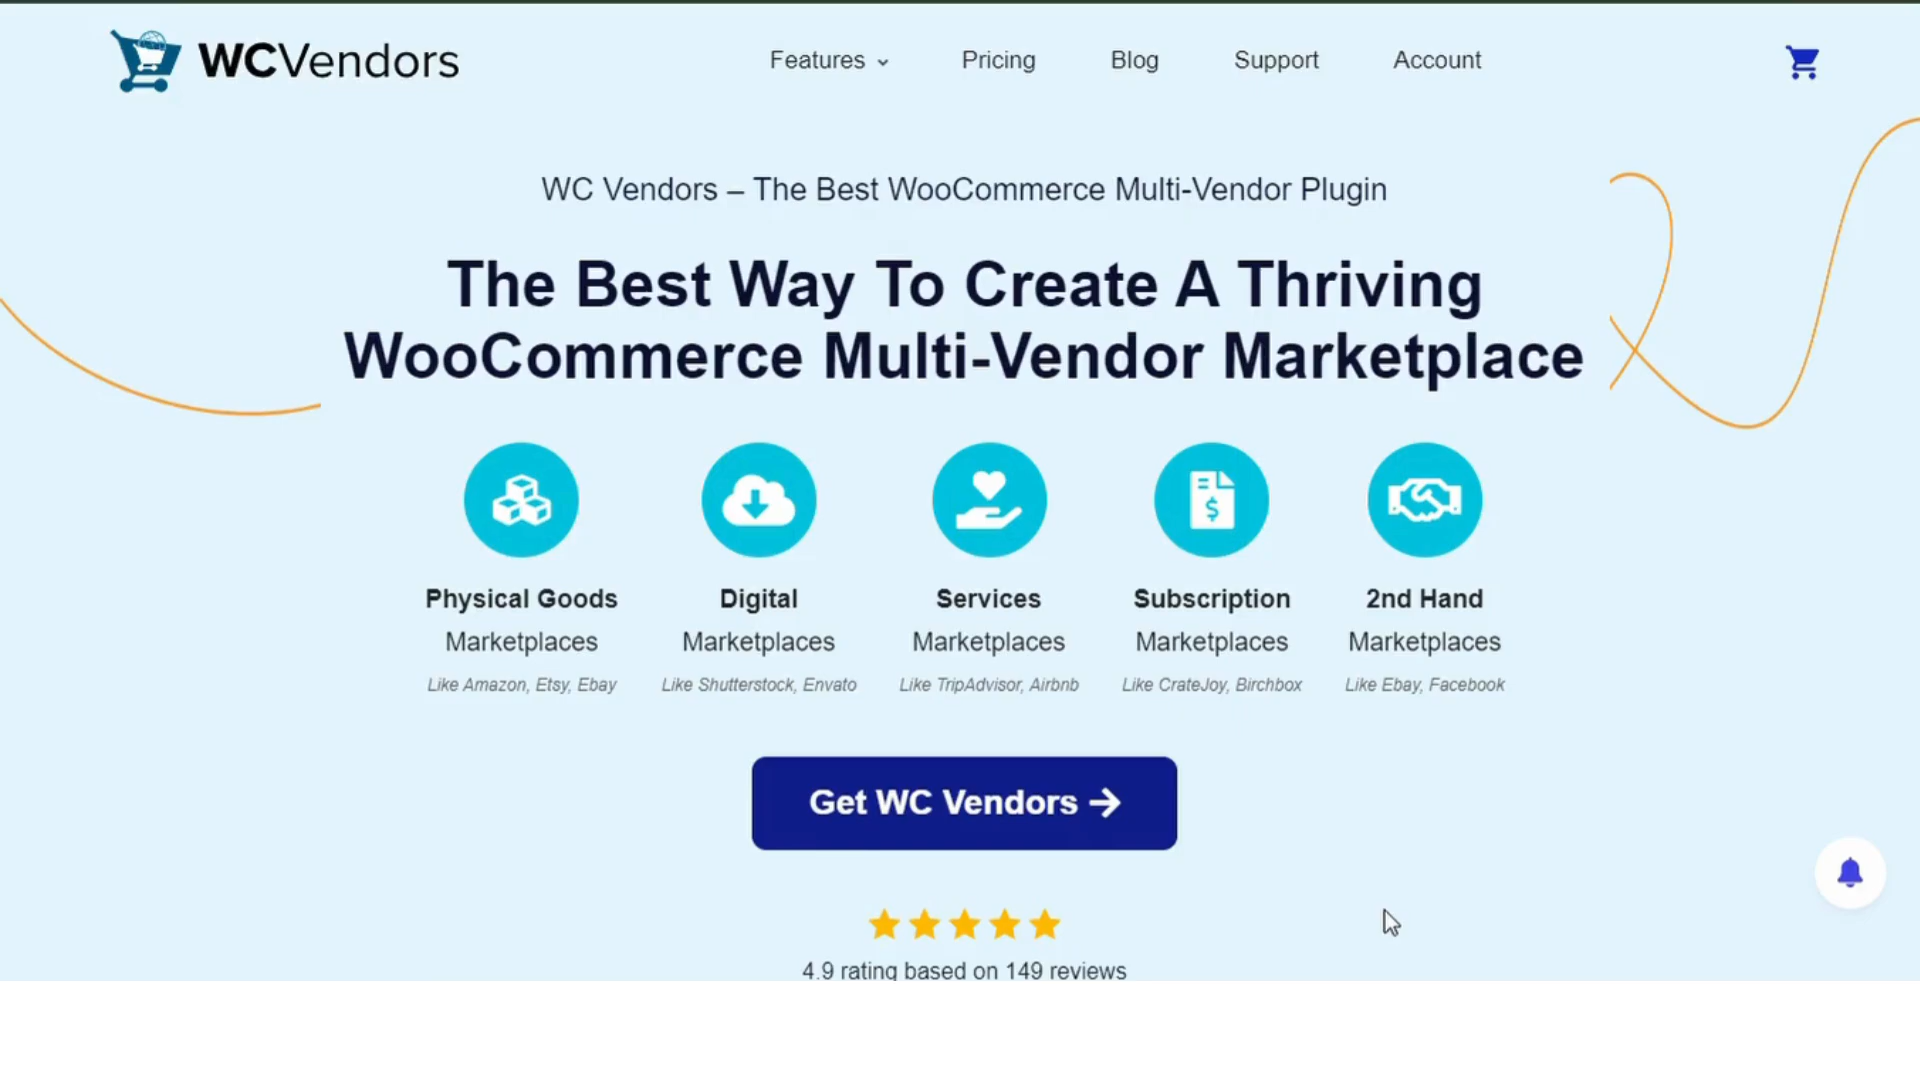 WCVendors
Features Pricing Blog Support Account
WC Vendors – The Best WooCommerce Multi-Vendor Plugin
The Best Way To Create A Thriving
WooCommerce Multi-Vendor Marketplace
Physical Goods
Marketplaces
Like Amazon, Etsy, Ebay
Digital
Marketplaces
Like Shutterstock, Envato
Services
Marketplaces
Like TripAdvisor, Airbnb
$
Subscription
Marketplaces
Like CrateJoy, Birchbox
2nd Hand
Marketplaces
Like Ebay, Facebook
Get WC Vendors →
4.9 rating based on 149 reviews